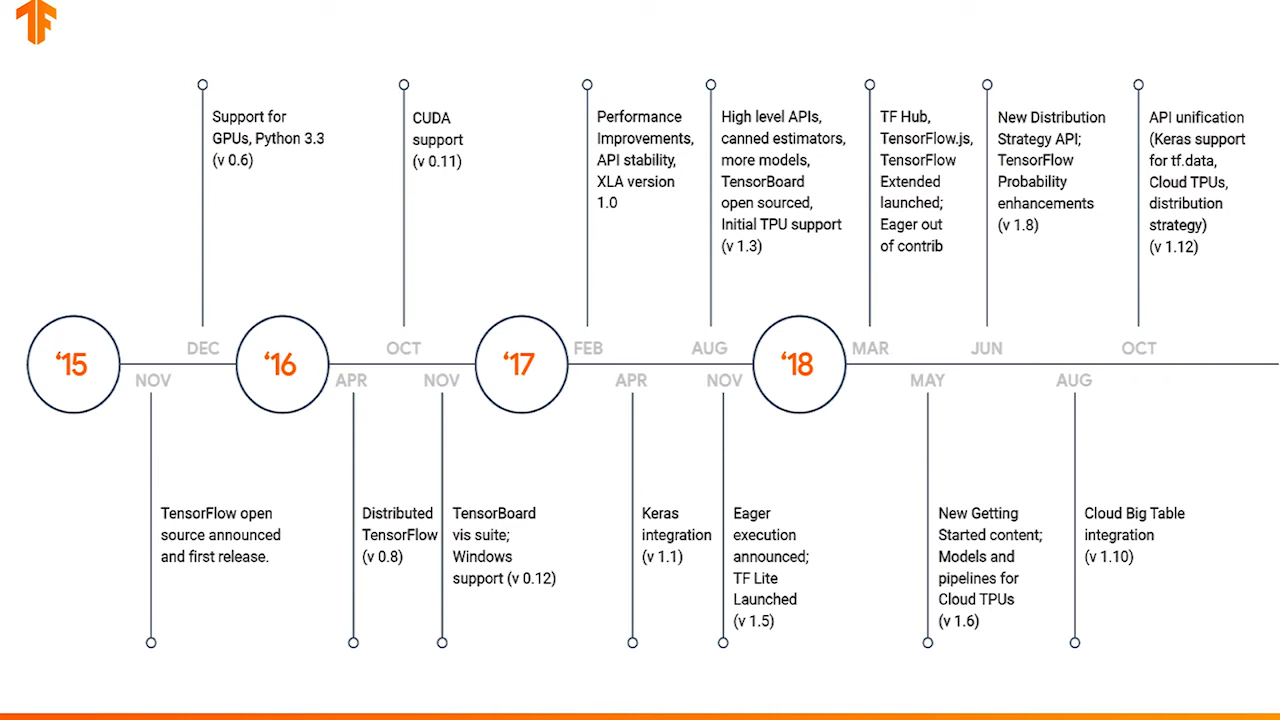 Support for
GPUs, Python 3.3
(v 0.6)
CUDA
support
(v 0.11)
Performance
Improvements,
API stability,
XLA version
1.0
High level APIs,
canned estimators,
more models,
TensorBoard
open sourced,
Initial TPU support
(v 1.3)
TF Hub,
TensorFlow.js,
TensorFlow
Extended
launched;
Eager out
of contrib
New Distribution
Strategy API;
TensorFlow
Probability
enhancements
(v 1.8)
API unification
(Keras support
for tf.data,
Cloud TPUs,
distribution
strategy)
(v 1.12)
DEC
OCT
FEB
AUG
MAR
JUN
OCT
‘15
‘16
‘17
‘18
NOV
APR
NOV
APR
NOV
MAY
AUG
TensorFlow open
source announced
and first release.
Distributed
TensorFlow
(v 0.8)
TensorBoard
vis suite;
Windows
support (v 0.12)
Keras
integration
(v 1.1)
Eager
execution
announced;
TF Lite
Launched
(v 1.5)
New Getting
Started content;
Models and
pipelines for
Cloud TPUs
(v 1.6)
Cloud Big Table
integration
(v 1.10)